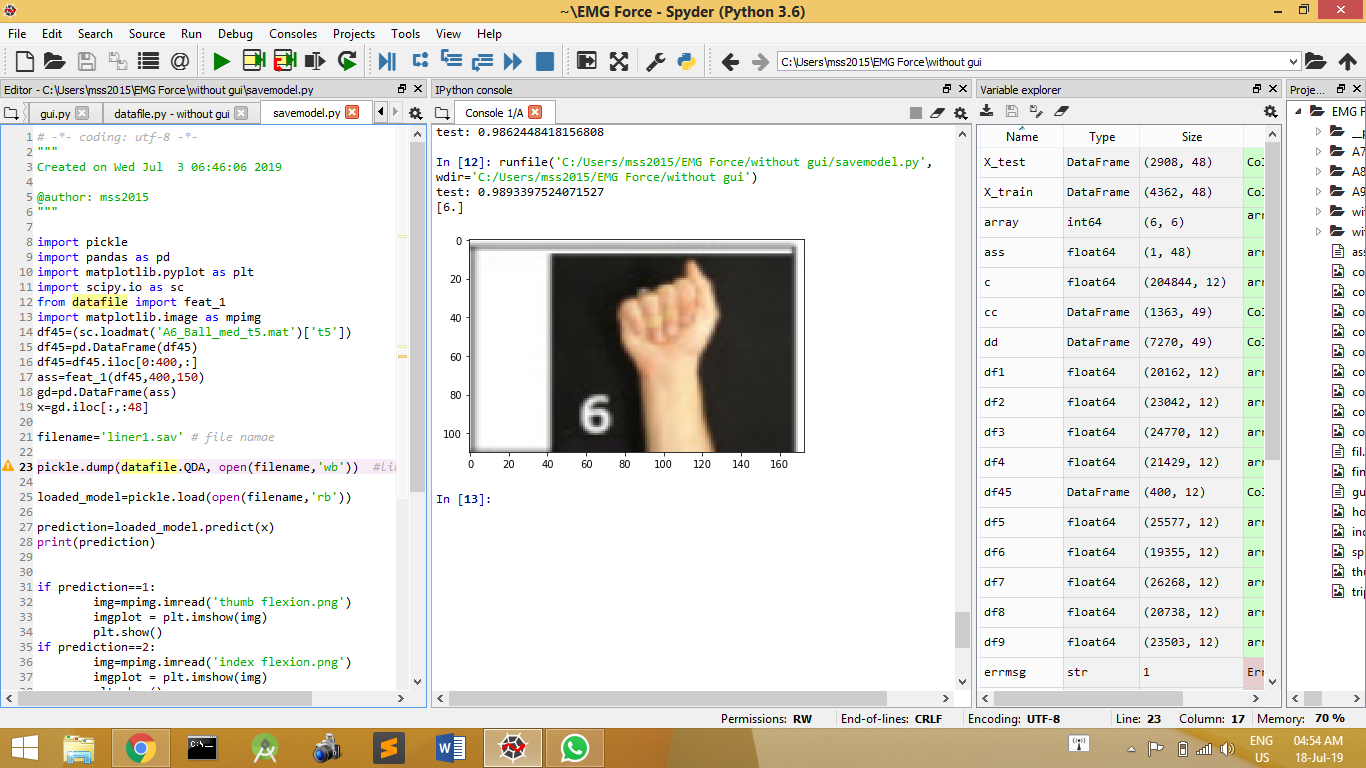 ~\EMG Force - Spyder (Python 3.6)
File Edit Search Source Run Debug Consoles Projects Tools View Help
C:\Users\mss2015\EMG Force\without gui
Editor - C:\Users\mss2015\EMG Force\without gui\savemodel.py
gui.py datafile.py - without gui savemodel.py
1 # -*- coding: utf-8 -*-
2 """
3 Created on Wed Jul  3 06:46:06 2019
4
5 @author: mss2015
6 """
7
8 import pickle
9 import pandas as pd
10 import matplotlib.pyplot as plt
11 import scipy.io as sc
12 from datafile import feat_1
13 import matplotlib.image as mpimg
14 df45=(sc.loadmat('A6_Ball_med_t5.mat')['t5'])
15 df45=pd.DataFrame(df45)
16 df45=df45.iloc[0:400,:]
17 ass=feat_1(df45,400,150)
18 gd=pd.DataFrame(ass)
19 x=gd.iloc[:,:48]
20
21 filename='liner1.sav' # file namae
22
23 pickle.dump(datafile.QDA, open(filename,'wb'))  #li
24
25 loaded_model=pickle.load(open(filename,'rb'))
26
27 prediction=loaded_model.predict(x)
28 print(prediction)
29
30
31 if prediction==1:
32 img=mpimg.imread('thumb flexion.png')
33 imgplot = plt.imshow(img)
34 plt.show()
35 if prediction==2:
36 img=mpimg.imread('index flexion.png')
37 imgplot = plt.imshow(img)
IPython console
Console 1/A
test: 0.9862448418156808
In [12]: runfile('C:/Users/mss2015/EMG Force/without gui/savemodel.py',
wdir='C:/Users/mss2015/EMG Force/without gui')
test: 0.9893397524071527
[6.]
0
20
40
60
80
100
6
0 20 40 60 80 100 120 140 160
In [13]:
Variable explorer
Name Type Size
X_test DataFrame (2908, 48) Col
X_train DataFrame (4362, 48) Col
array int64 (6, 6) arr
ass float64 (1, 48) arr
c float64 (204844, 12) arr
cc DataFrame (1363, 49) Col
dd DataFrame (7270, 49) Col
df1 float64 (20162, 12) arr
df2 float64 (23042, 12) arr
df3 float64 (24770, 12) arr
df4 float64 (21429, 12) arr
df45 DataFrame (400, 12) Col
df5 float64 (25577, 12) arr
df6 float64 (19355, 12) arr
df7 float64 (26268, 12) arr
df8 float64 (20738, 12) arr
df9 float64 (23503, 12) arr
errmsg str 1 Err
Proje...
EMG F
__p
A7
A8
A9
wit
wit
ass
co
co
co
co
co
co
co
co
co
fil.
fin
gu
ho
inc
sp
thu
trip
Permissions: RW End-of-lines: CRLF Encoding: UTF-8 Line: 23 Column: 17 Memory: 70 %
ENG
US
04:54 AM
18-Jul-19